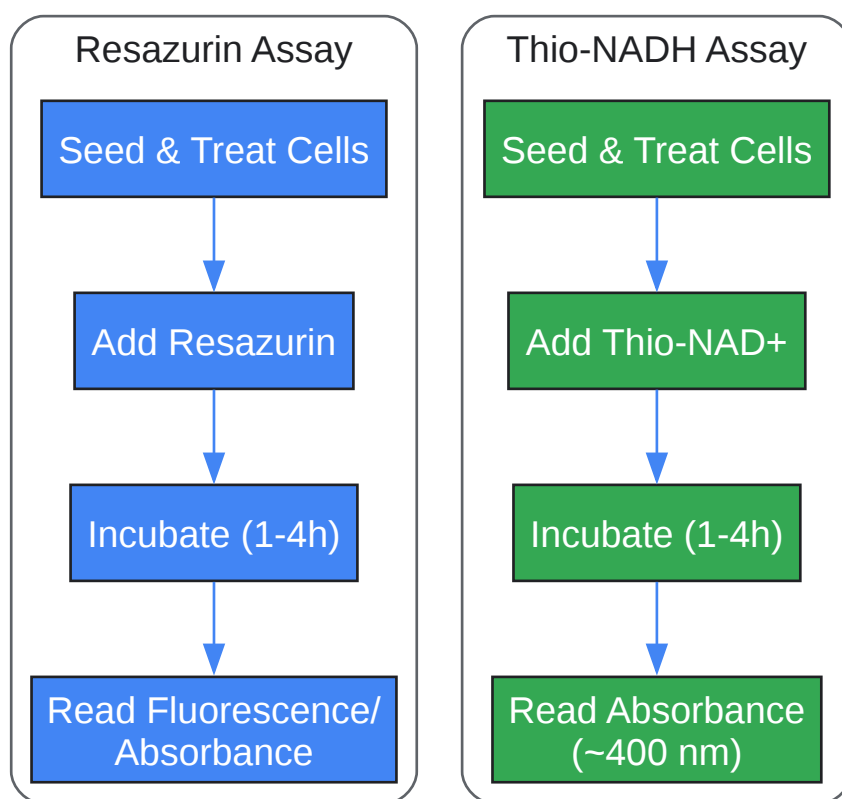 Resazurin Assay
Seed & Treat Cells
Add Resazurin
Incubate (1-4h)
Read Fluorescence/
Absorbance
Thio-NADH Assay
Seed & Treat Cells
Add Thio-NAD+
Incubate (1-4h)
Read Absorbance
(~400 nm)